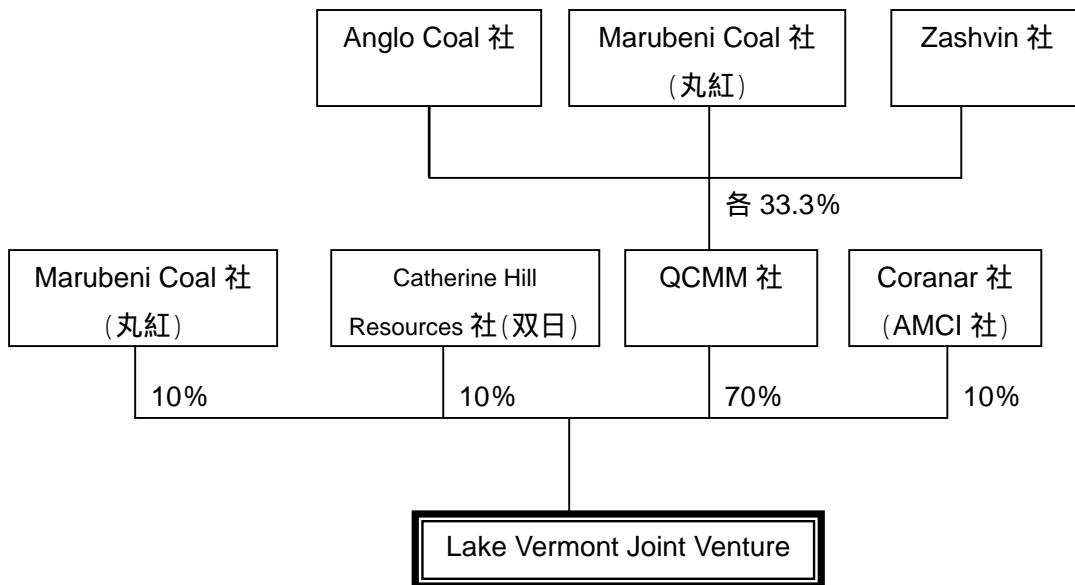 Anglo Coal 社
Marubeni Coal 社
(丸紅)
Zashvin 社
各 33.3%
Marubeni Coal 社
(丸紅)
Catherine Hill
Resources 社(双日)
QCMM 社
Coranar 社
(AMCI 社)
10%
10%
70%
10%
Lake Vermont Joint Venture